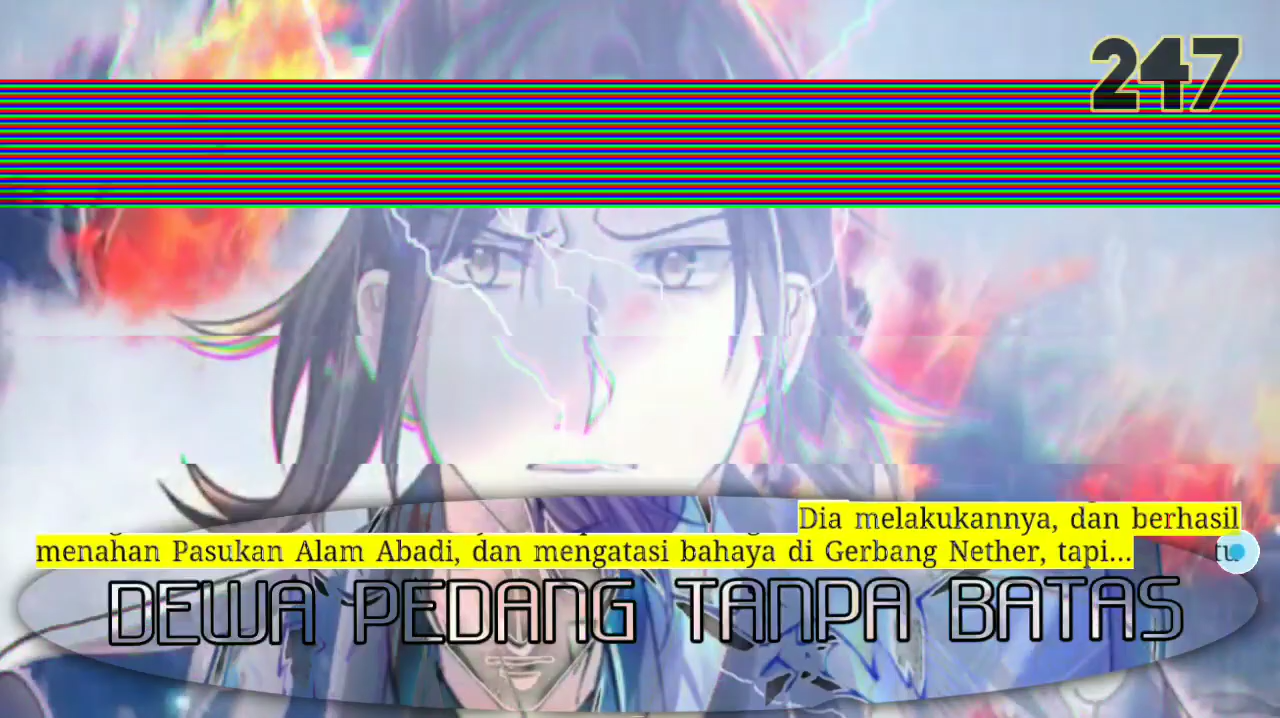 247
Dia melakukannya, dan berhasil
menahan Pasukan Alam Abadi, dan mengatasi bahaya di Gerbang Nether, tapi...
DEWA PEDANG TANPA BATAS